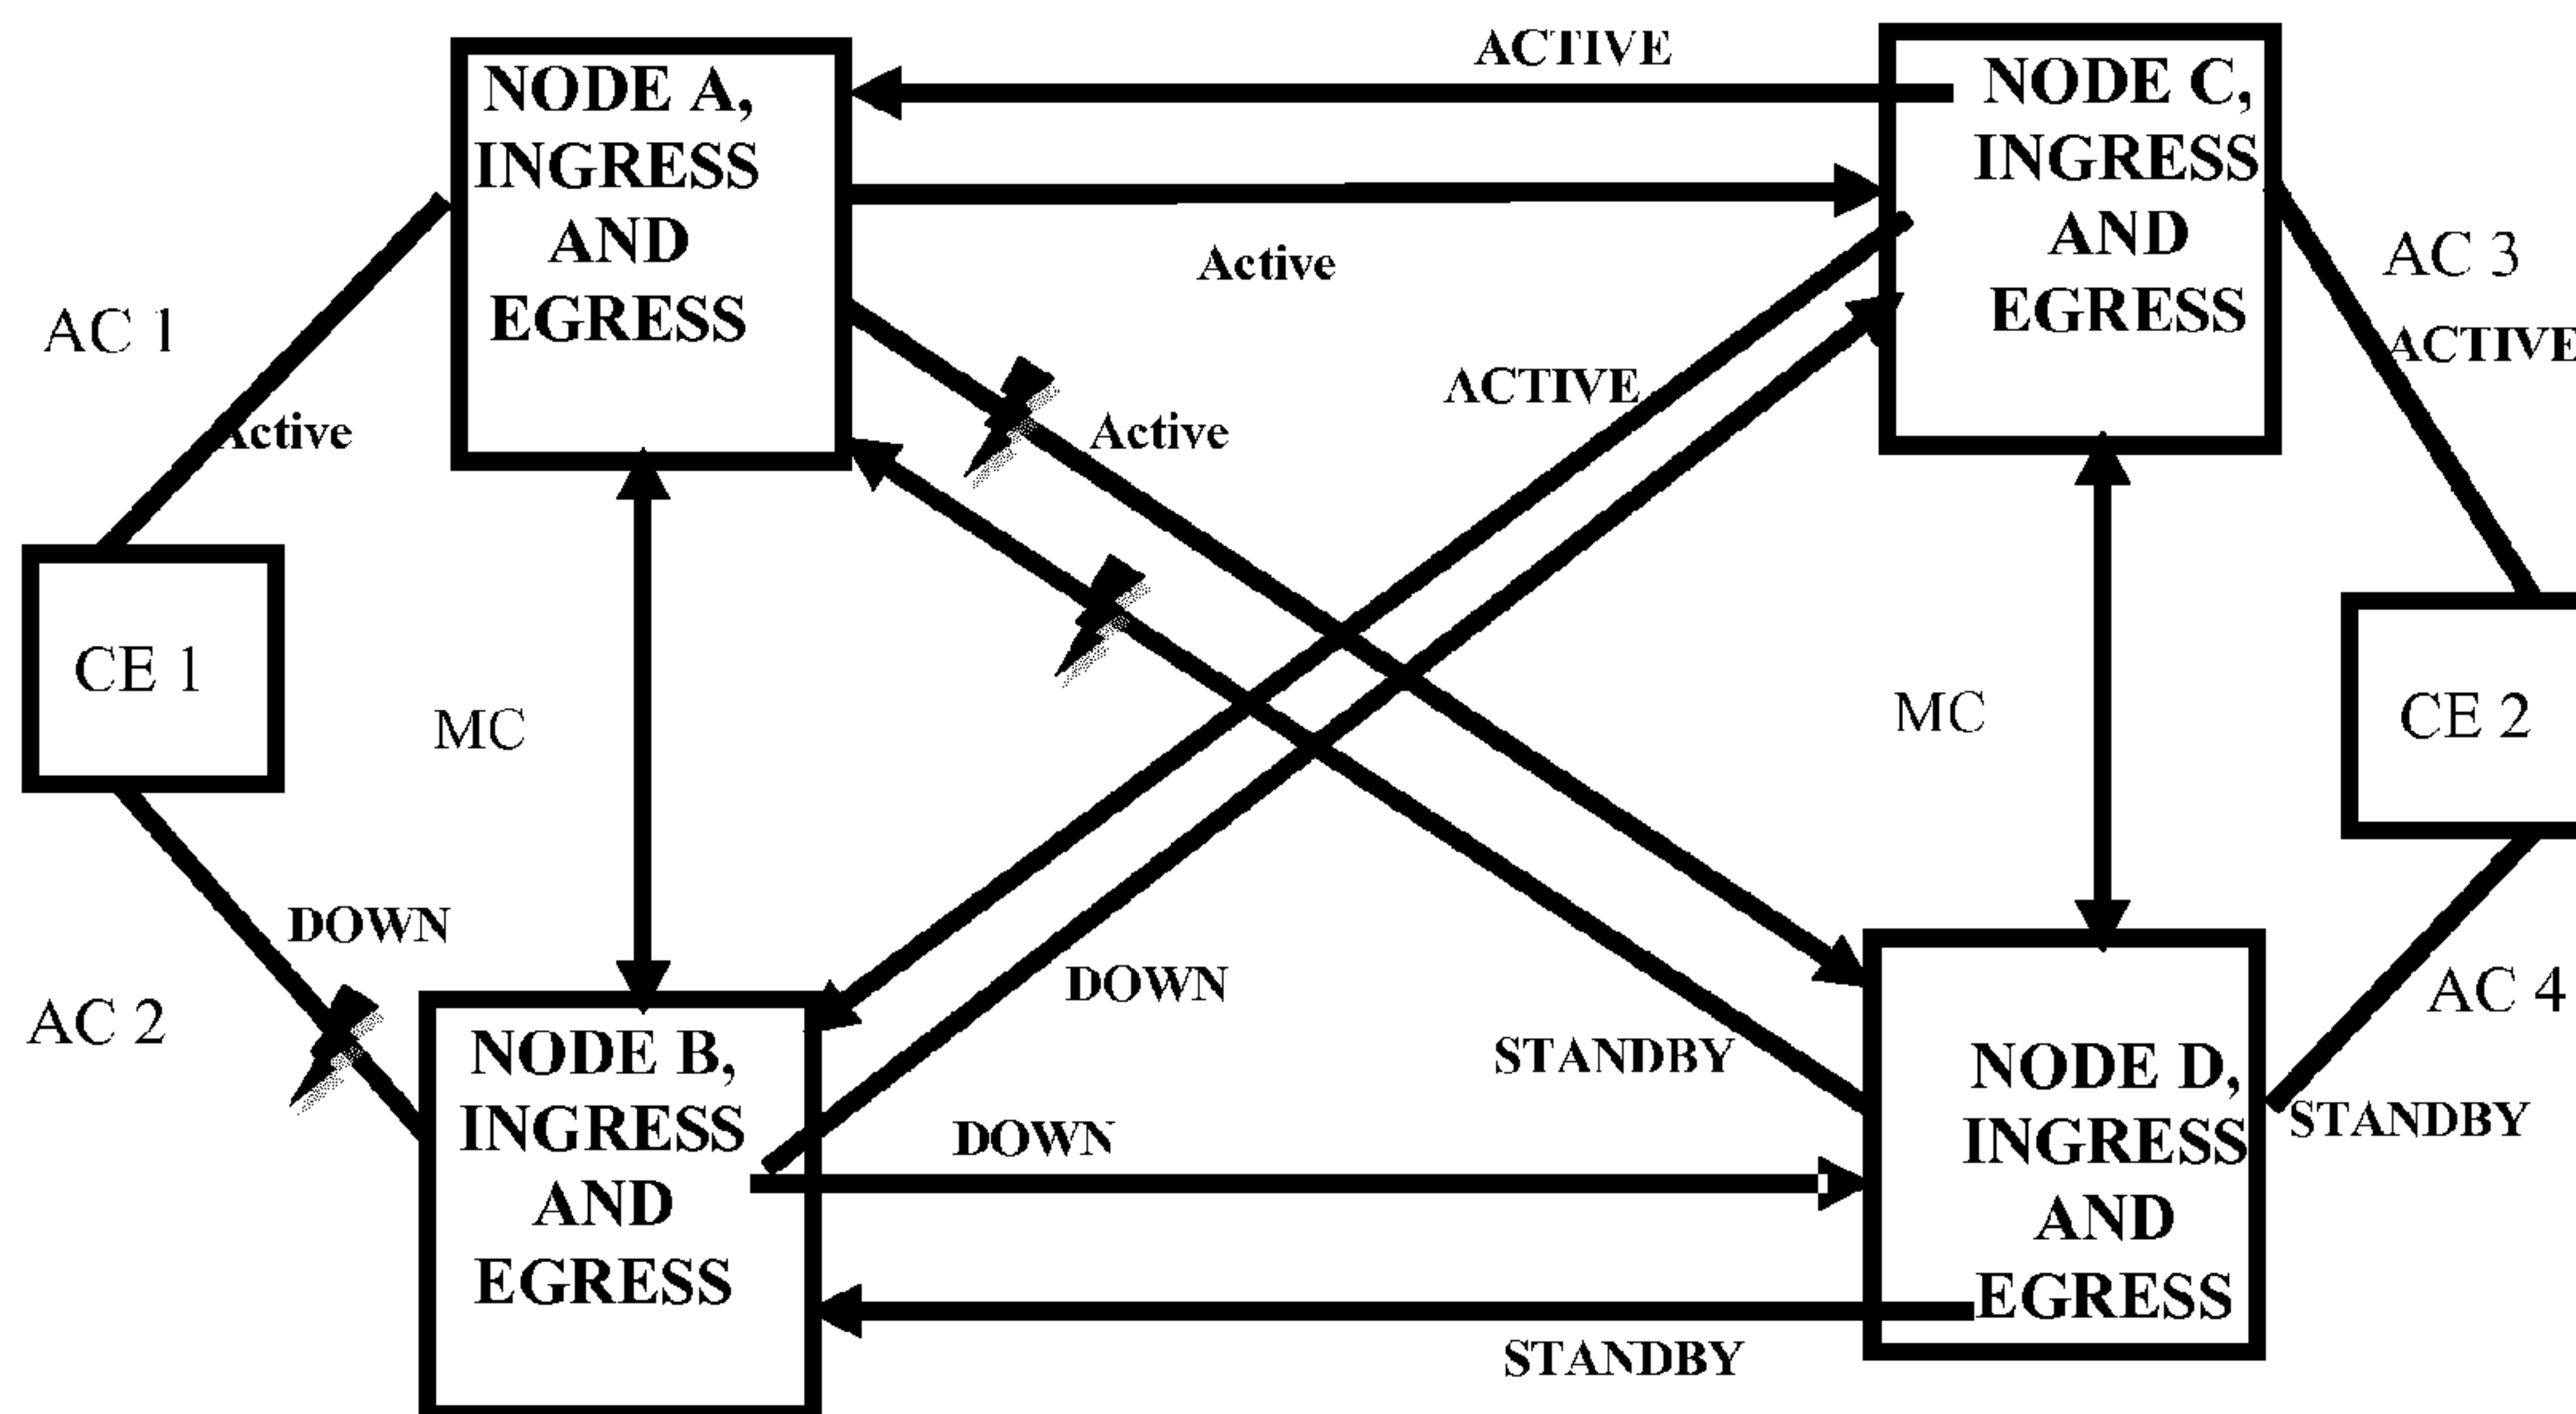 ACTIVE
NODE A,
INGRESS
AND
EGRESS
NODE C,
INGRESS
AND
EGRESS
AC 1
Active
AC 3
ACTIVE
Active
Active
ACTIVE
CE 1
MC
MC
CE 2
DOWN
AC 2
DOWN
STANDBY
AC 4
STANDBY
NODE B,
INGRESS
AND
EGRESS
DOWN
NODE D,
INGRESS
AND
EGRESS
STANDBY